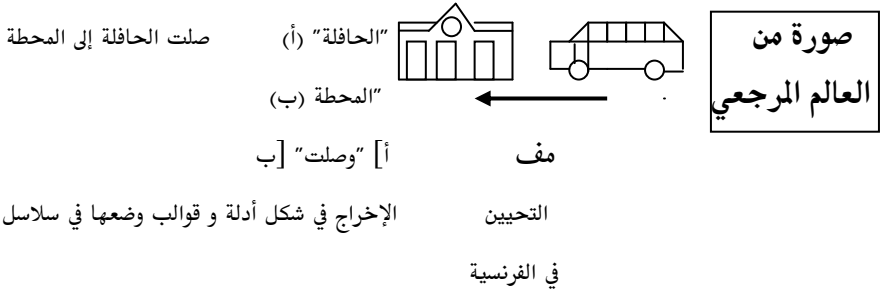 صورة من
العالم المرجعي
"الحافلة" (أ) صلت الحافلة إلى المحطة
"المحطة (ب)
مف أ] "وصلت" [ب
التحيين الإخراج في شكل أدلة و قوالب وضعها في سلاسل
في الفرنسية